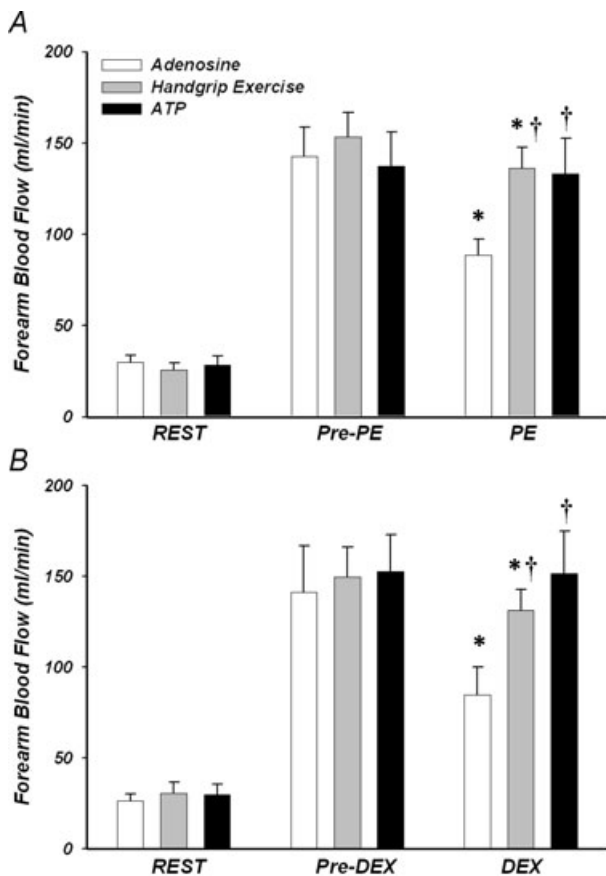 A
200
150
100
50
0
Forearm Blood Flow (ml/min)
Adenosine
Handgrip Exercise
ATP
*
* †
†
REST Pre-PE PE
B
200
150
100
50
0
Forearm Blood Flow (ml/min)
*
* †
†
REST Pre-DEX DEX